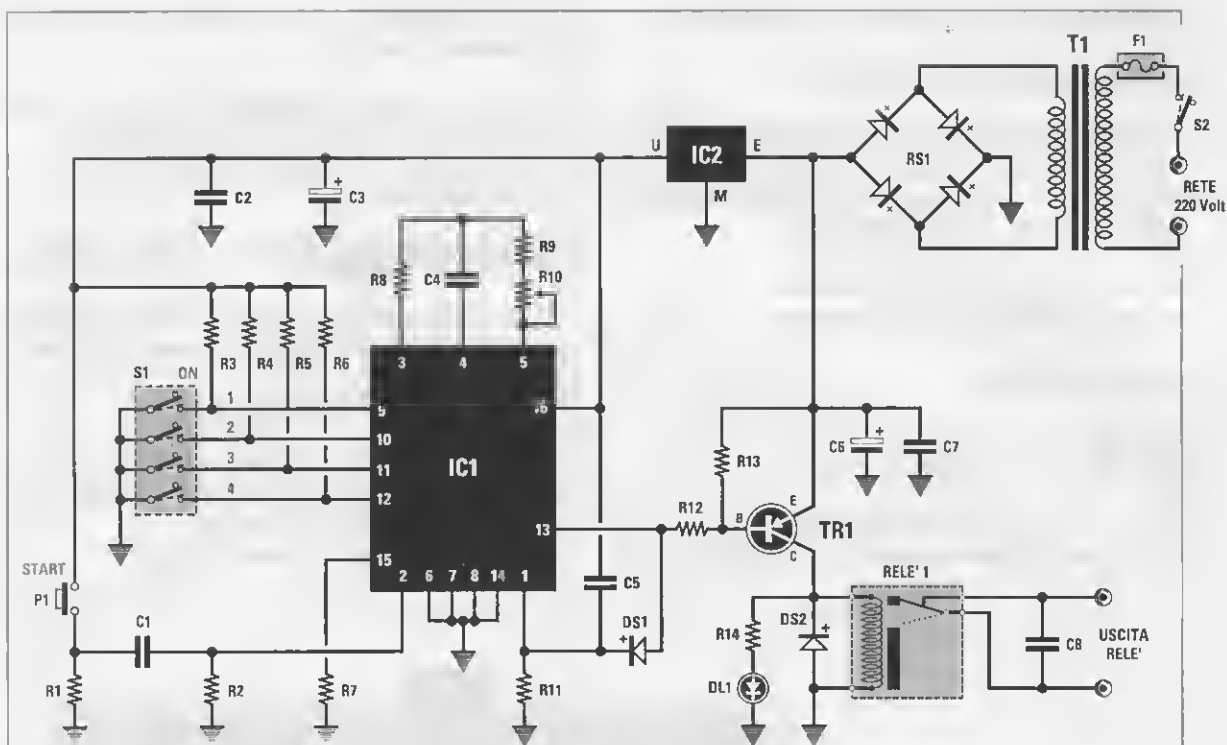 T1
F1
S2
RETE
220 Volt
RS1
U
IC2
E
M
C2
+
C3
R8
C4
R9
R10
3
4
5
R3
R4
R5
R6
S1
ON
1
2
3
4
9
10
11
12
15
16
13
IC1
2
6
7
8
14
1
R13
+
C6
C7
R12
B
E
C
TR1
C5
+
DS1
START
P1
C1
R1
R2
R7
R11
R14
DL1
DS2
+
RELE' 1
C8
USCITA
RELE'